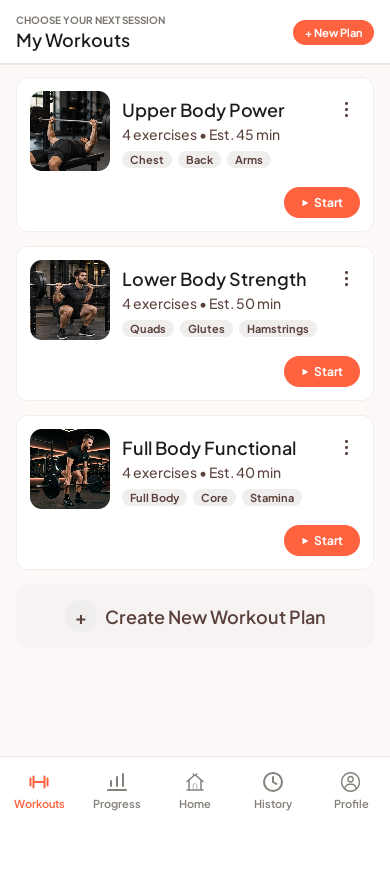 CHOOSE YOUR NEXT SESSION
My Workouts
+ New Plan
Upper Body Power
4 exercises • Est. 45 min
Chest Back Arms
Start
Lower Body Strength
4 exercises • Est. 50 min
Quads Glutes Hamstrings
Start
Full Body Functional
4 exercises • Est. 40 min
Full Body Core Stamina
Start
+ Create New Workout Plan
Workouts Progress Home History Profile